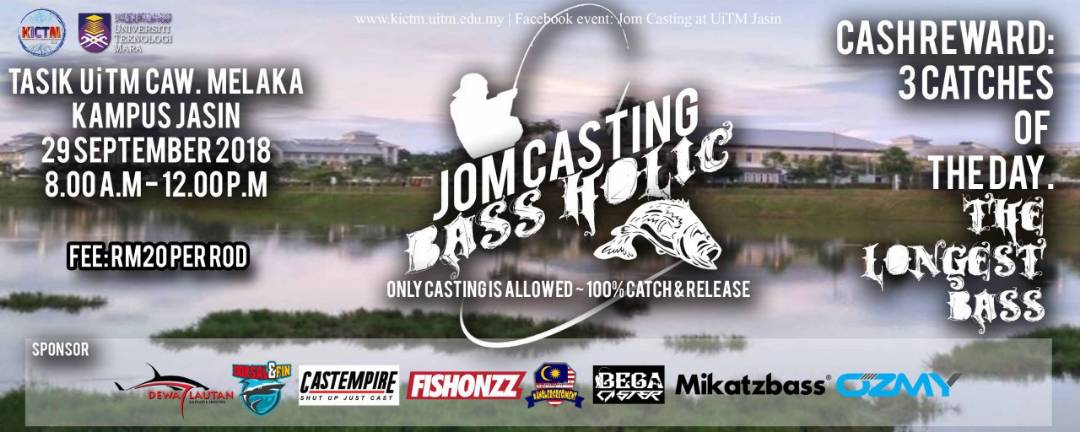 www.kictm.uitm.edu.my | Facebook event: Jom Casting at UiTM Jasin
KICTM
UNIVERSITI
TEKNOLOGI
MARA
TASIK UiTM CAW. MELAKA
KAMPUS JASIN
29 SEPTEMBER 2018
8.00 A.M – 12.00 P.M
FEE: RM20 PER ROD
JOM CASTING
BASS HOLIC
ONLY CASTING IS ALLOWED ~ 100% CATCH & RELEASE
CASH REWARD:
3 CATCHES
OF
THE DAY.
THE
LONGEST
BASS
SPONSOR
DEWA LAUTAN
DORSAL & FIN
CASTEMPIRE
SHUT UP JUST CAST
FISHONZZ
BEGA
CASTER
Mikatzbass®
GZMY